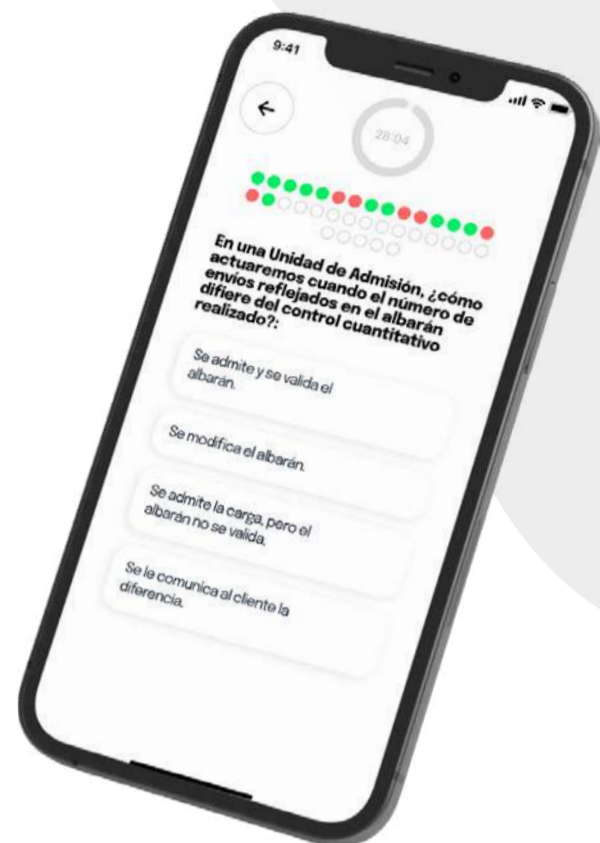 9:41
28:04
En una Unidad de Admisión, ¿cómo
actuaremos cuando el número de
envíos reflejados en el albarán
difiere del control cuantitativo
realizado?:
Se admite y se valida el
albarán.
Se modifica el albarán.
Se admite la carga, pero el
albarán no se valida.
Se le comunica al cliente la
diferencia.